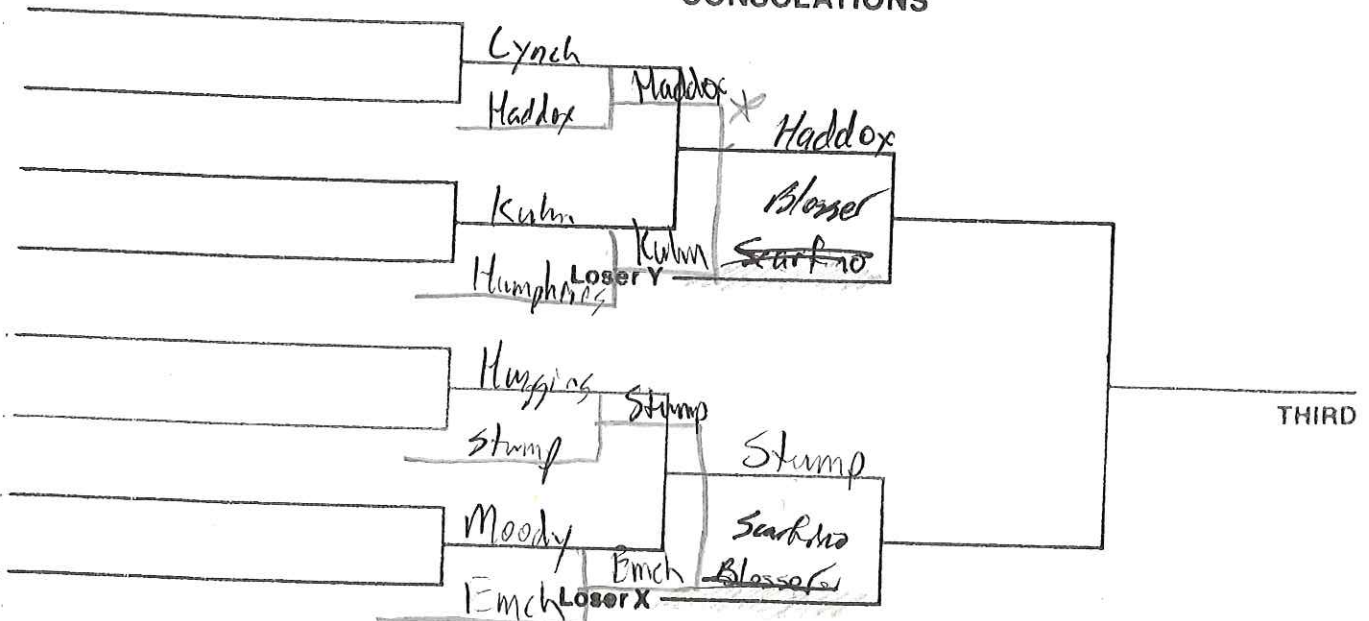 CONSOLATIONS
Lynch
Haddox
Haddox
Haddox
Kuhn
Blosser
Kuhn
Scarfino
Humphries
Loser Y
Huggins
Stump
Stump
Stump
THIRD
Moody
Scarfino
Emch
Blosser
Emch
Loser X